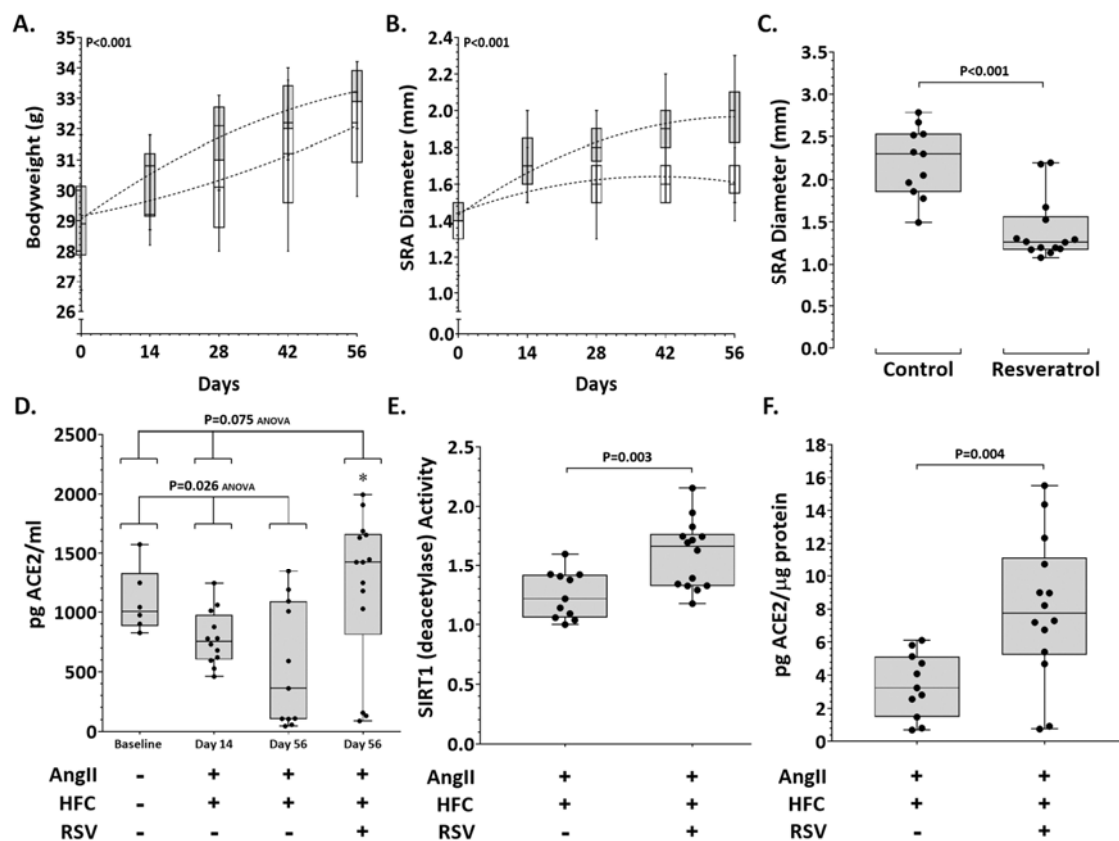 A.
P<0.001
Bodyweight (g)
35
34
33
32
31
30
29
28
27
26
0
0 14 28 42 56
Days
B.
P<0.001
SRA Diameter (mm)
2.4
2.2
2.0
1.8
1.6
1.4
1.2
1.0
0.0
0 14 28 42 56
Days
C.
P<0.001
SRA Diameter (mm)
3.5
3.0
2.5
2.0
1.5
1.0
0.5
0.0
Control Resveratrol
D.
P=0.075 ANOVA
P=0.026 ANOVA
*
pg ACE2/ml
2500
2000
1500
1000
500
0
Baseline Day 14 Day 56 Day 56
AngII - + + +
HFC - + + +
RSV - - - +
E.
P=0.003
SIRT1 (deacetylase) Activity
2.5
2.0
1.5
1.0
0.5
0.0
AngII + +
HFC + +
RSV - +
F.
P=0.004
pg ACE2/μg protein
18
16
14
12
10
8
6
4
2
0
AngII + +
HFC + +
RSV - +